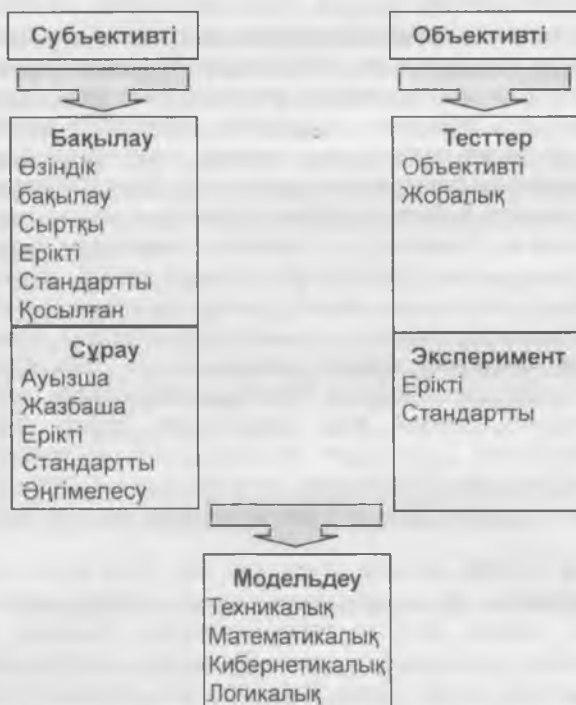 Субъективті
Объективті
Бақылау
Өзіндік
бақылау
Сыртқы
Ерікті
Стандартты
Қосылған
Тесттер
Объективті
Жобалық
Сұрау
Ауызша
Жазбаша
Ерікті
Стандартты
Әңгімелесу
Эксперимент
Ерікті
Стандартты
Модельдеу
Техникалық
Математикалық
Кибернетикалық
Логикалық